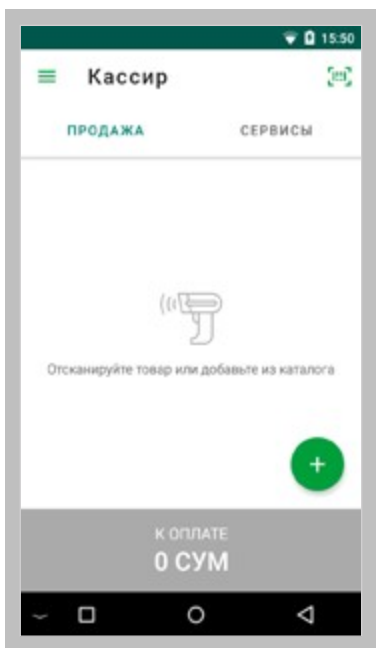 15:50
Кассир
ПРОДАЖА СЕРВИСЫ
Отсканируйте товар или добавьте из каталога
+
К ОПЛАТЕ
0 СУМ